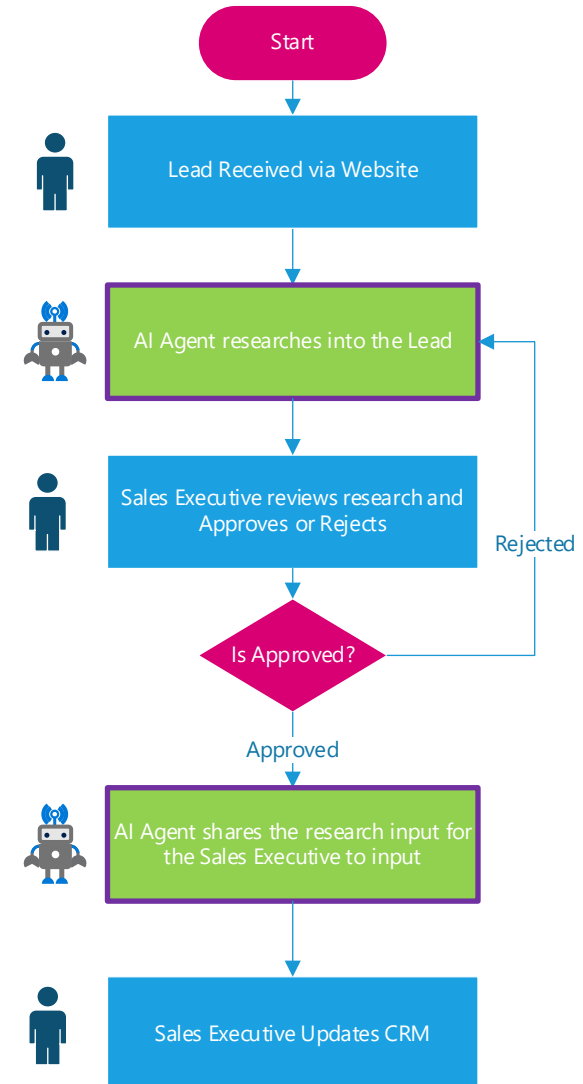 Start
Lead Received via Website
AI Agent researches into the Lead
Sales Executive reviews research and
Approves or Rejects
Rejected
Is Approved?
Approved
AI Agent shares the research input for
the Sales Executive to input
Sales Executive Updates CRM